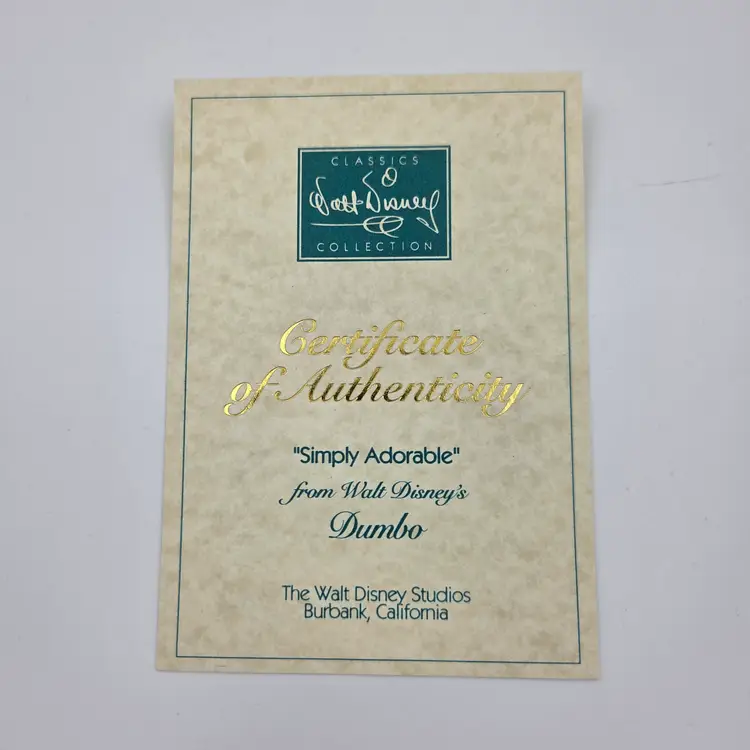 CLASSICS
Walt Disney
COLLECTION
Certificate
of Authenticity
"Simply Adorable"
from Walt Disney's
Dumbo
The Walt Disney Studios
Burbank, California